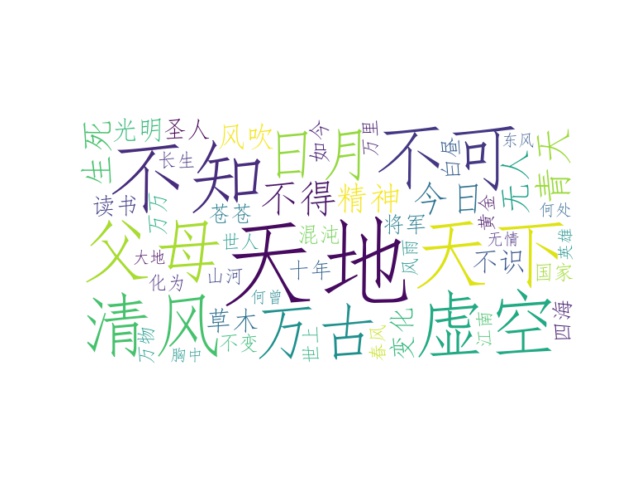 生死
光明
圣人
风吹
日月
如今
万里
不可
白昼
东风
无人
青天
不知
长生
读书
万万
苍苍
不得
精神
今日
黄金
何处
父母
世人
天地
混沌
将军
天下
无情
英雄
大地
化为
山河
十年
风雨
不识
国家
何曾
清风
万物
胸中
草木
不变
万古
世上
春风
变化
虚空
江南
四海